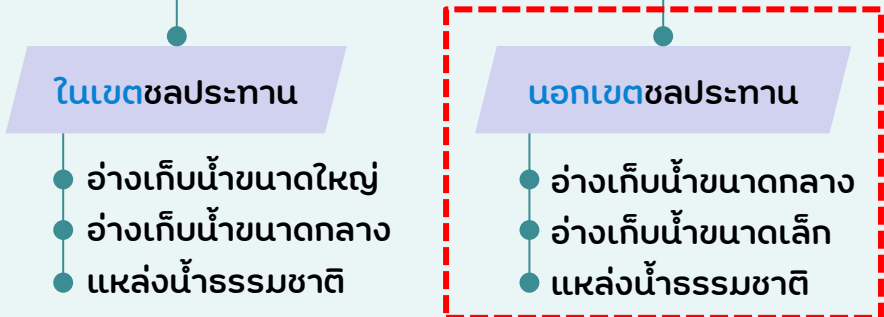 ในเขตชลประทาน
อ่างเก็บน้ำขนาดใหญ่
อ่างเก็บน้ำขนาดกลาง
แหล่งน้ำธรรมชาติ
นอกเขตชลประทาน
อ่างเก็บน้ำขนาดกลาง
อ่างเก็บน้ำขนาดเล็ก
แหล่งน้ำธรรมชาติ